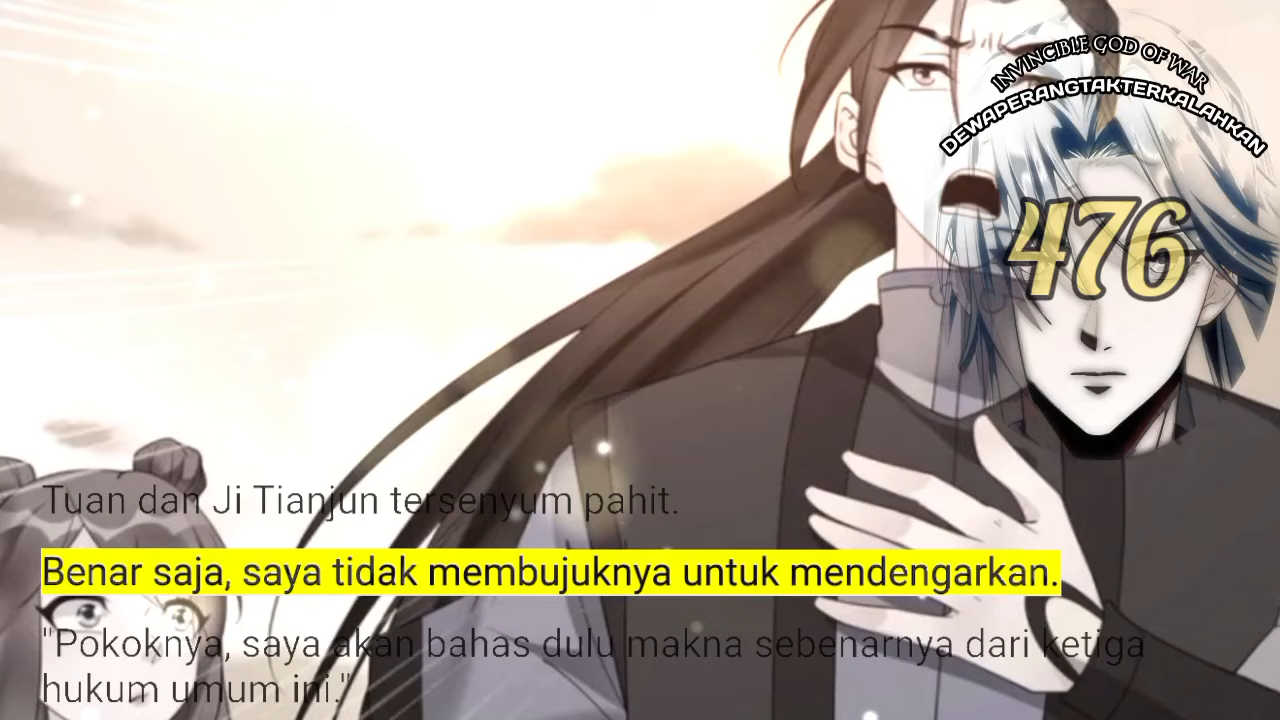 INVINCIBLE GOD OF WAR
DEWAPERANGTAKTERKALAHKAN
476
Tuan dan Ji Tianjun tersenyum pahit.
Benar saja, saya tidak membujuknya untuk mendengarkan.
"Pokoknya, saya akan bahas dulu makna sebenarnya dari ketiga
hukum umum ini."